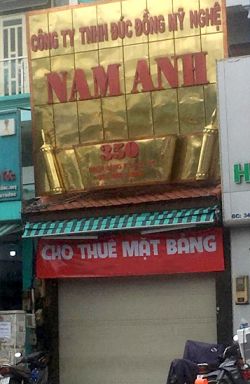 CÔNG TY TNHH ĐÚC ĐỒNG MỸ NGHỆ
NAM ANH
350
CHO THUÊ MẶT BẰNG